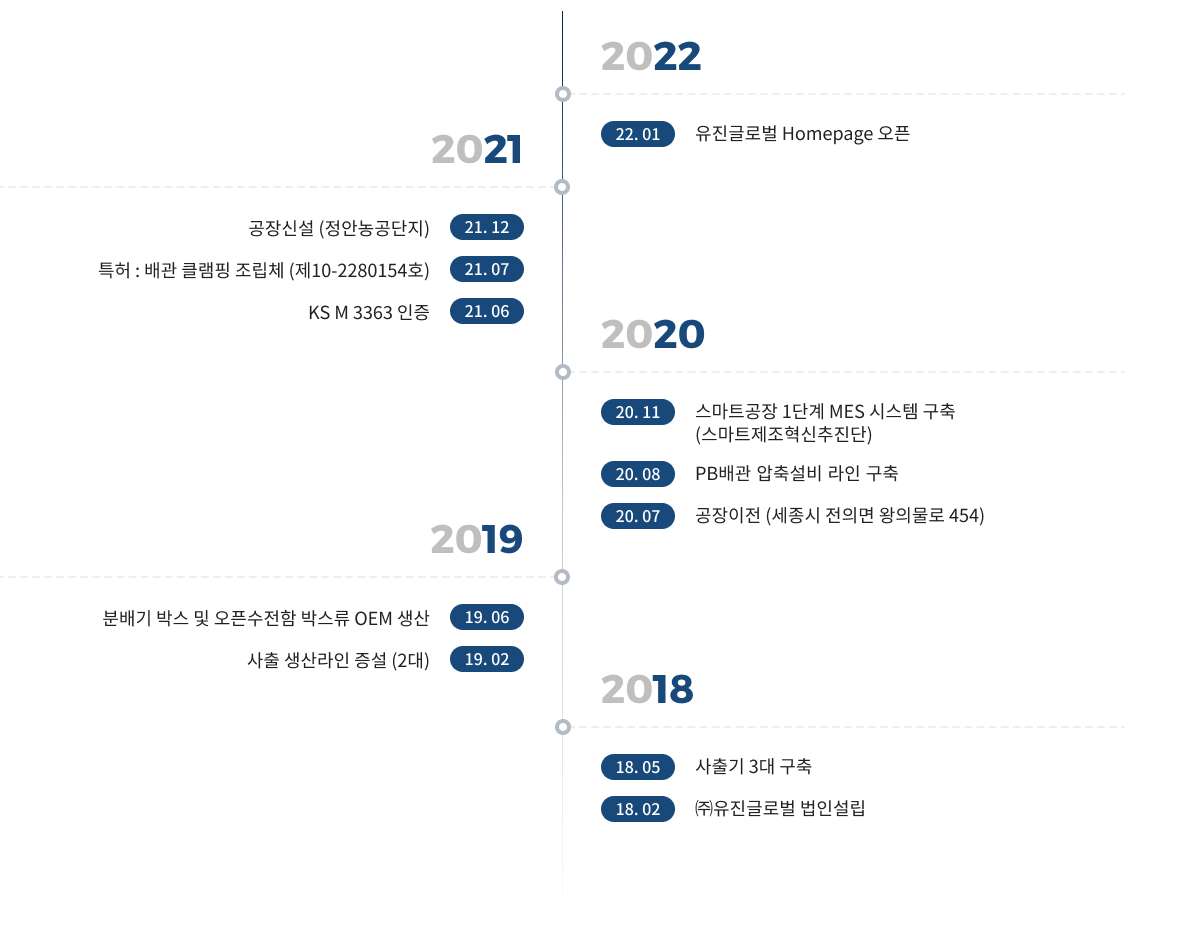 2022
22. 01 유진글로벌 Homepage 오픈
2021
공장신설 (정안농공단지) 21. 12
특허 : 배관 클램핑 조립체 (제10-2280154호) 21. 07
KS M 3363 인증 21. 06
2020
20. 11 스마트공장 1단계 MES 시스템 구축
(스마트제조혁신추진단)
20. 08 PB배관 압축설비 라인 구축
20. 07 공장이전 (세종시 전의면 왕의물로 454)
2019
분배기 박스 및 오픈수전함 박스류 OEM 생산 19. 06
사출 생산라인 증설 (2대) 19. 02
2018
18. 05 사출기 3대 구축
18. 02 ㈜유진글로벌 법인설립